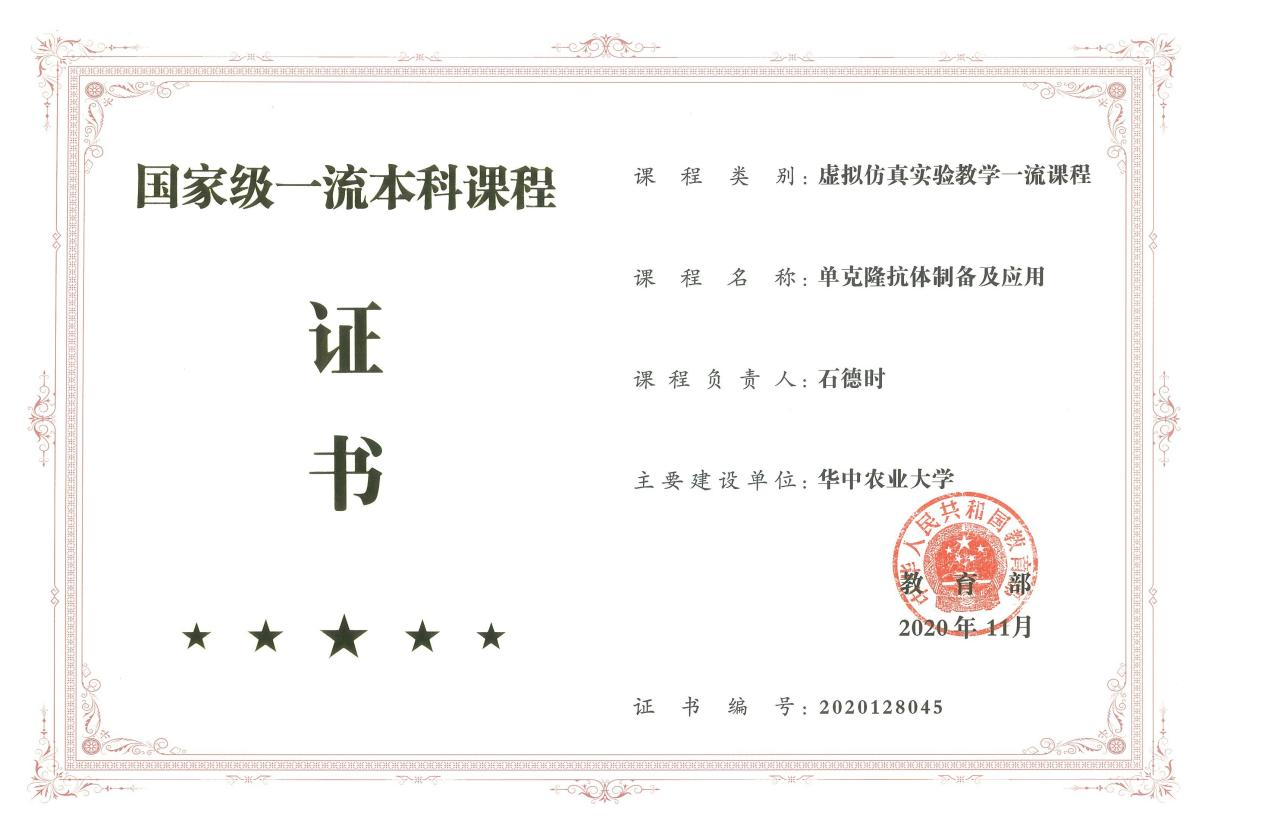 国家级一流本科课程
证
书
课程类别：虚拟仿真实验教学一流课程
课程名称：单克隆抗体制备及应用
课程负责人：石德时
主要建设单位：华中农业大学
中华人民共和国教育部
教育部
2020年11月
证书编号：2020128045